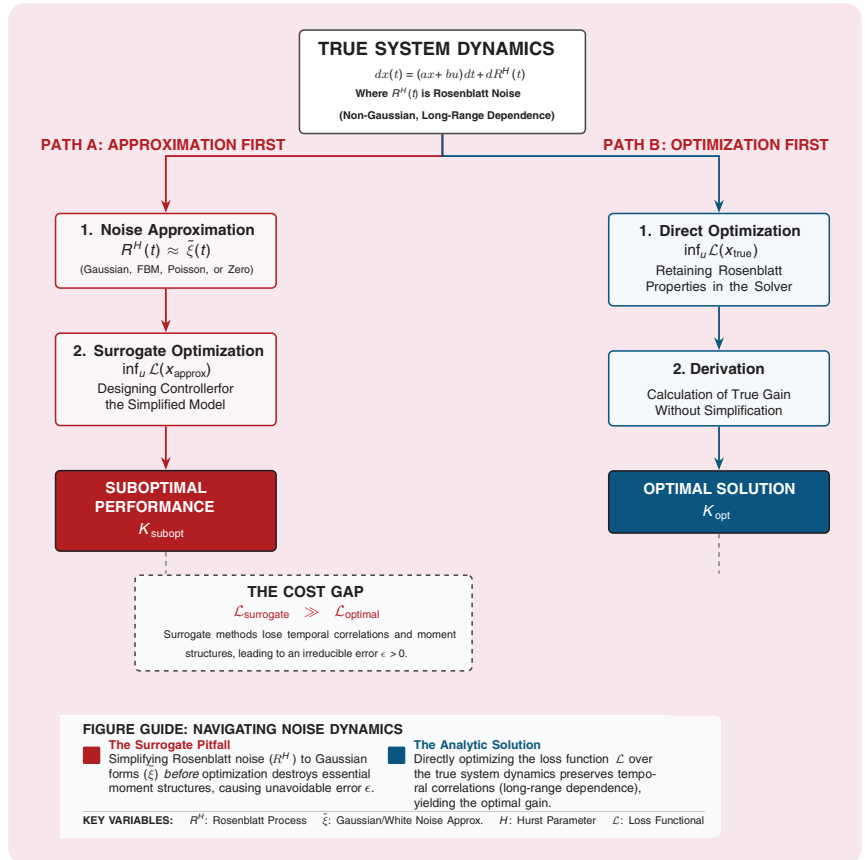 TRUE SYSTEM DYNAMICS
dx(t) = (ax + bu)dt + dR^H(t)
Where R^H(t) is Rosenblatt Noise
(Non-Gaussian, Long-Range Dependence)
PATH A: APPROXIMATION FIRST
PATH B: OPTIMIZATION FIRST
1. Noise Approximation
R^H(t) ≈ ξ̃(t)
(Gaussian, FBM, Poisson, or Zero)
2. Surrogate Optimization
inf_u ℒ(x_approx)
Designing Controllerfor
the Simplified Model
SUBOPTIMAL
PERFORMANCE
K_subopt
1. Direct Optimization
inf_u ℒ(x_true)
Retaining Rosenblatt
Properties in the Solver
2. Derivation
Calculation of True Gain
Without Simplification
OPTIMAL SOLUTION
K_opt
THE COST GAP
ℒ_surrogate ≫ ℒ_optimal
Surrogate methods lose temporal correlations and moment
structures, leading to an irreducible error ϵ > 0.
FIGURE GUIDE: NAVIGATING NOISE DYNAMICS
The Surrogate Pitfall
Simplifying Rosenblatt noise (R^H) to Gaussian
forms (ξ̃) before optimization destroys essential
moment structures, causing unavoidable error ϵ.
The Analytic Solution
Directly optimizing the loss function ℒ over
the true system dynamics preserves tempo-
ral correlations (long-range dependence),
yielding the optimal gain.
KEY VARIABLES: R^H: Rosenblatt Process ξ̃: Gaussian/White Noise Approx. H: Hurst Parameter ℒ: Loss Functional